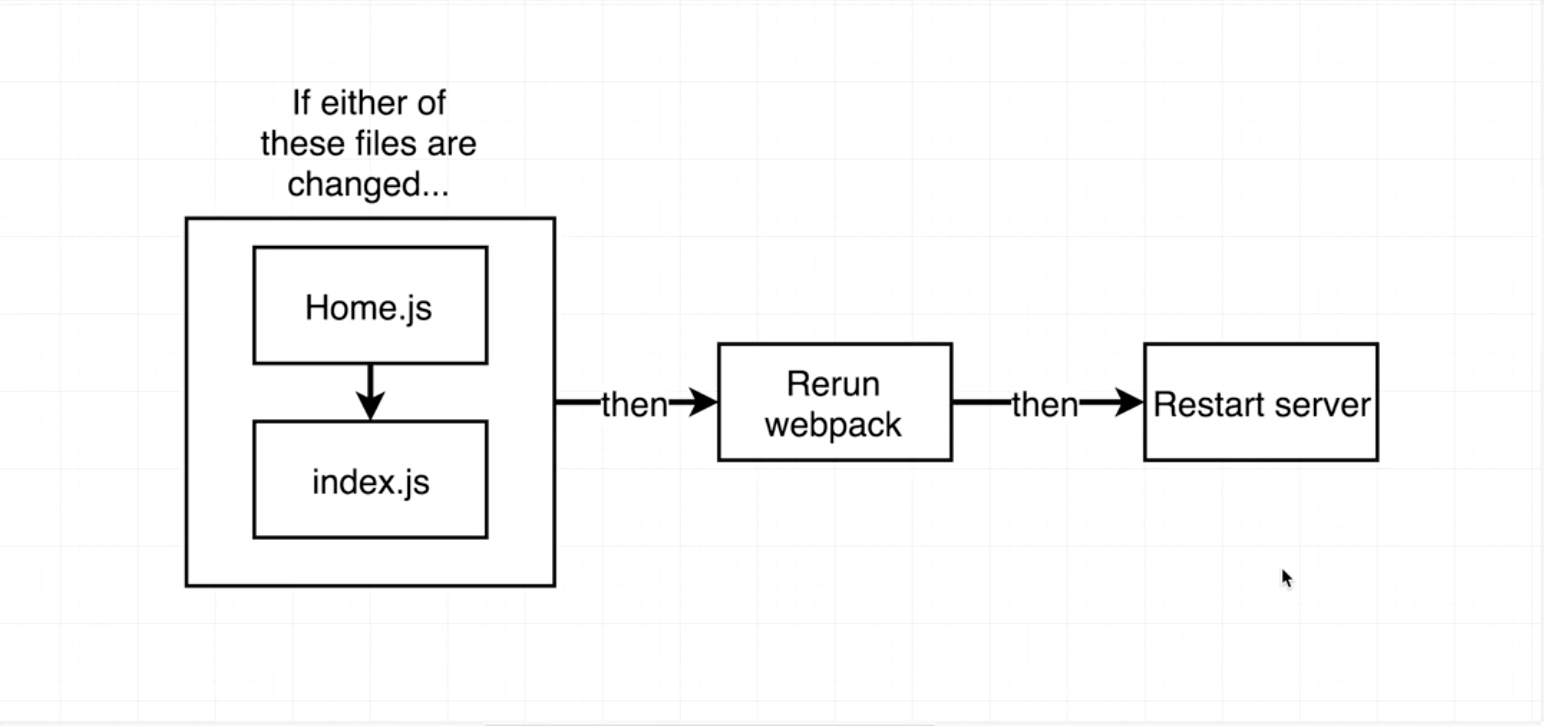 If either of
these files are
changed...
Home.js
index.js
then
Rerun
webpack
then
Restart server